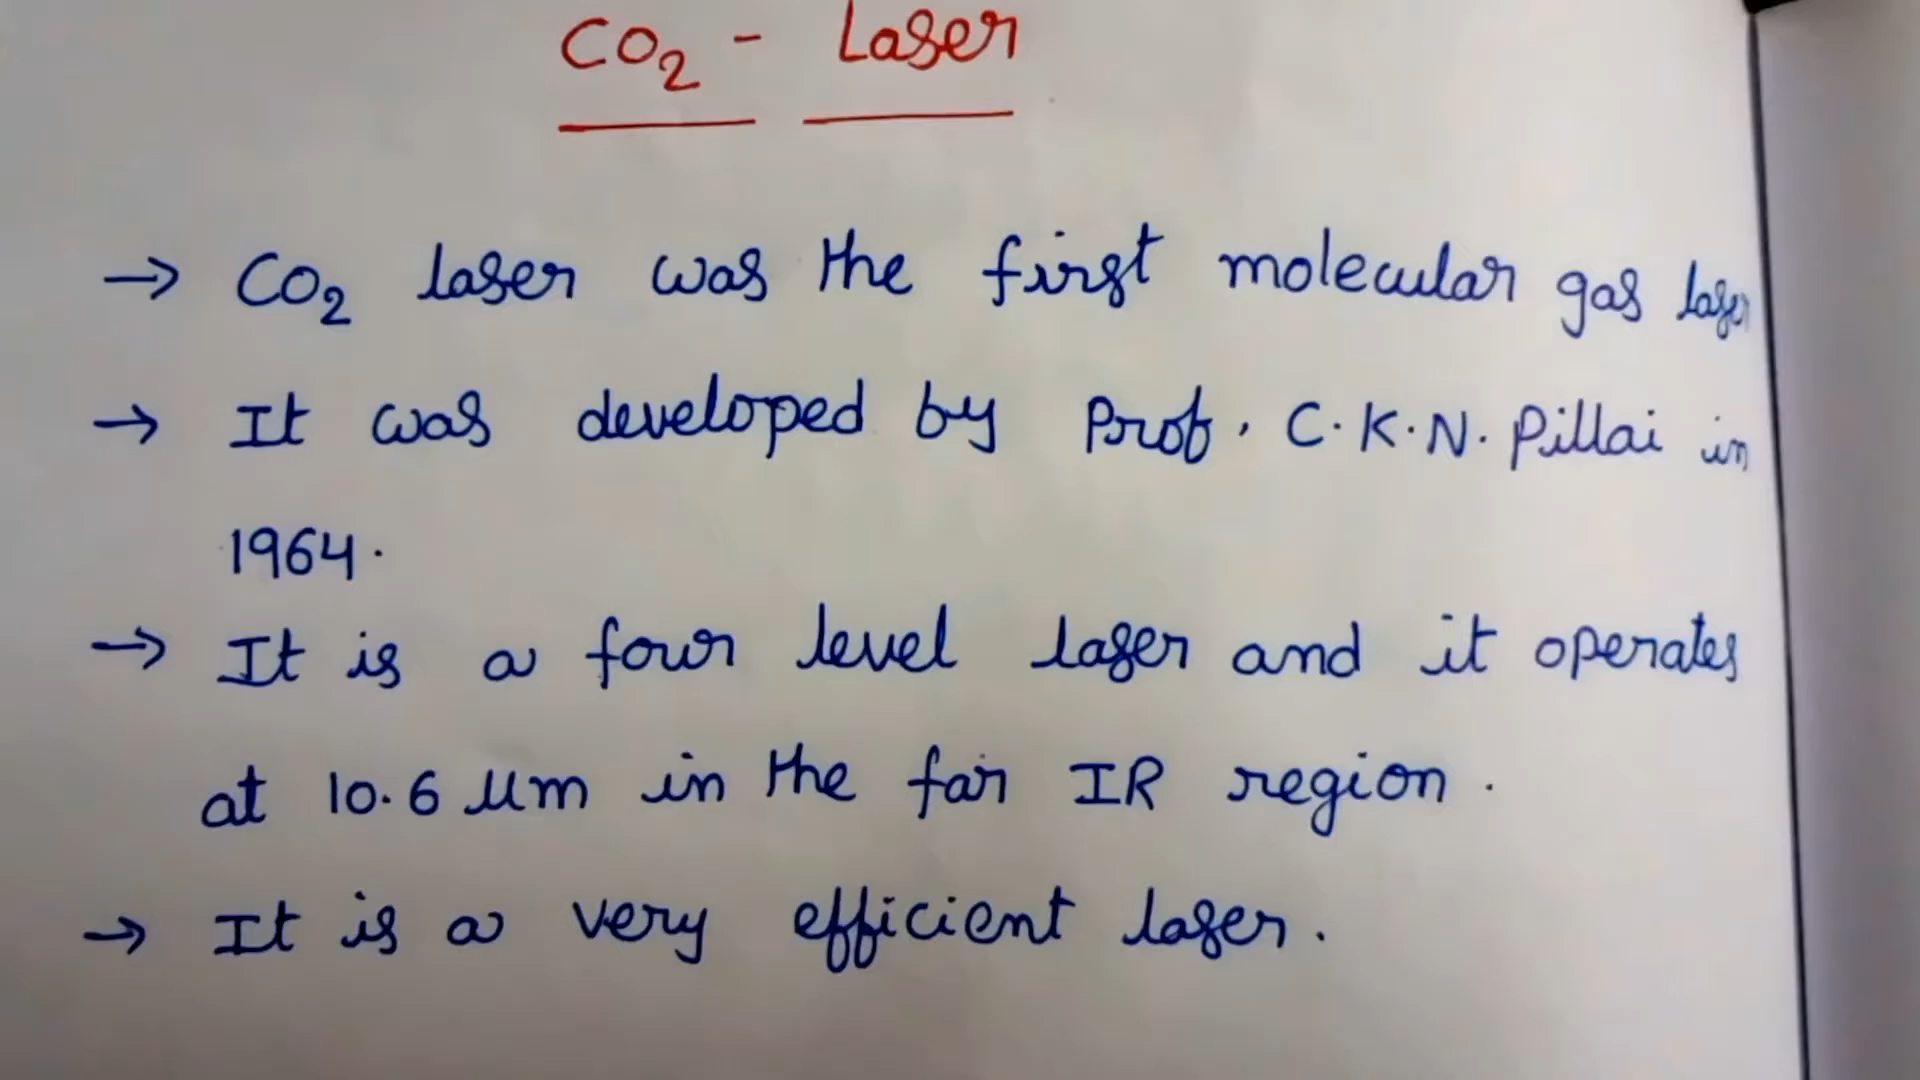 CO₂ - Laser
→ CO₂ laser was the first molecular gas laser
→ It was developed by Prof. C.K.N. Pillai in
1964.
→ It is a four level laser and it operates
at 10.6 μm in the far IR region.
→ It is a very efficient laser.